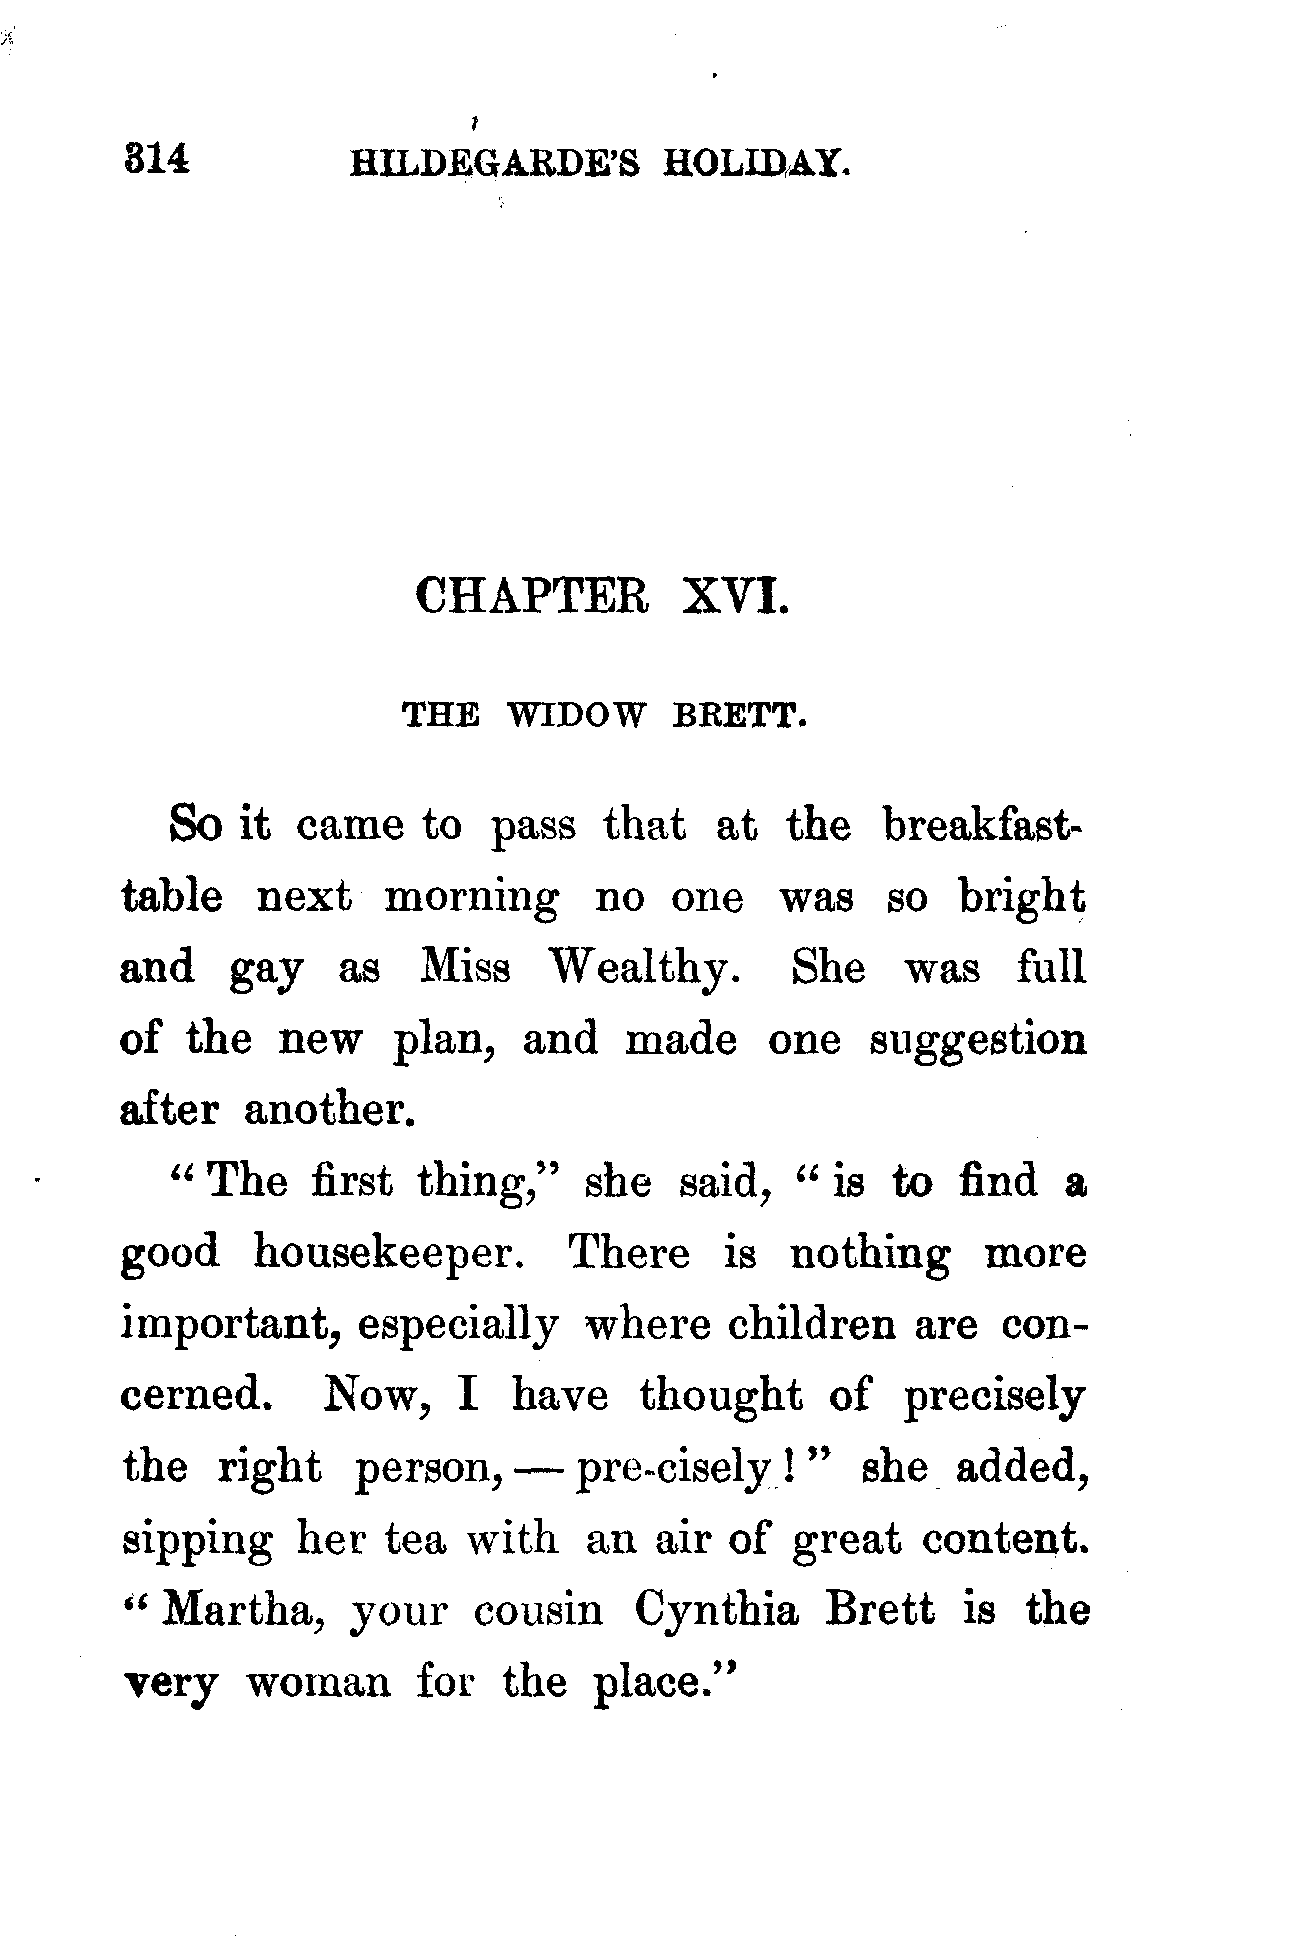 314 HILDEGARDE'S HOLIDAY.
CHAPTER XVI.
THE WIDOW BRETT.
So it came to pass that at the breakfast-
table next morning no one was so bright
and gay as Miss Wealthy. She was full
of the new plan, and made one suggestion
after another.
"The first thing," she said, "is to find a
good housekeeper. There is nothing more
important, especially where children are con-
cerned. Now, I have thought of precisely
the right person, — pre-cisely!" she added,
sipping her tea with an air of great content.
"Martha, your cousin Cynthia Brett is the
very woman for the place."